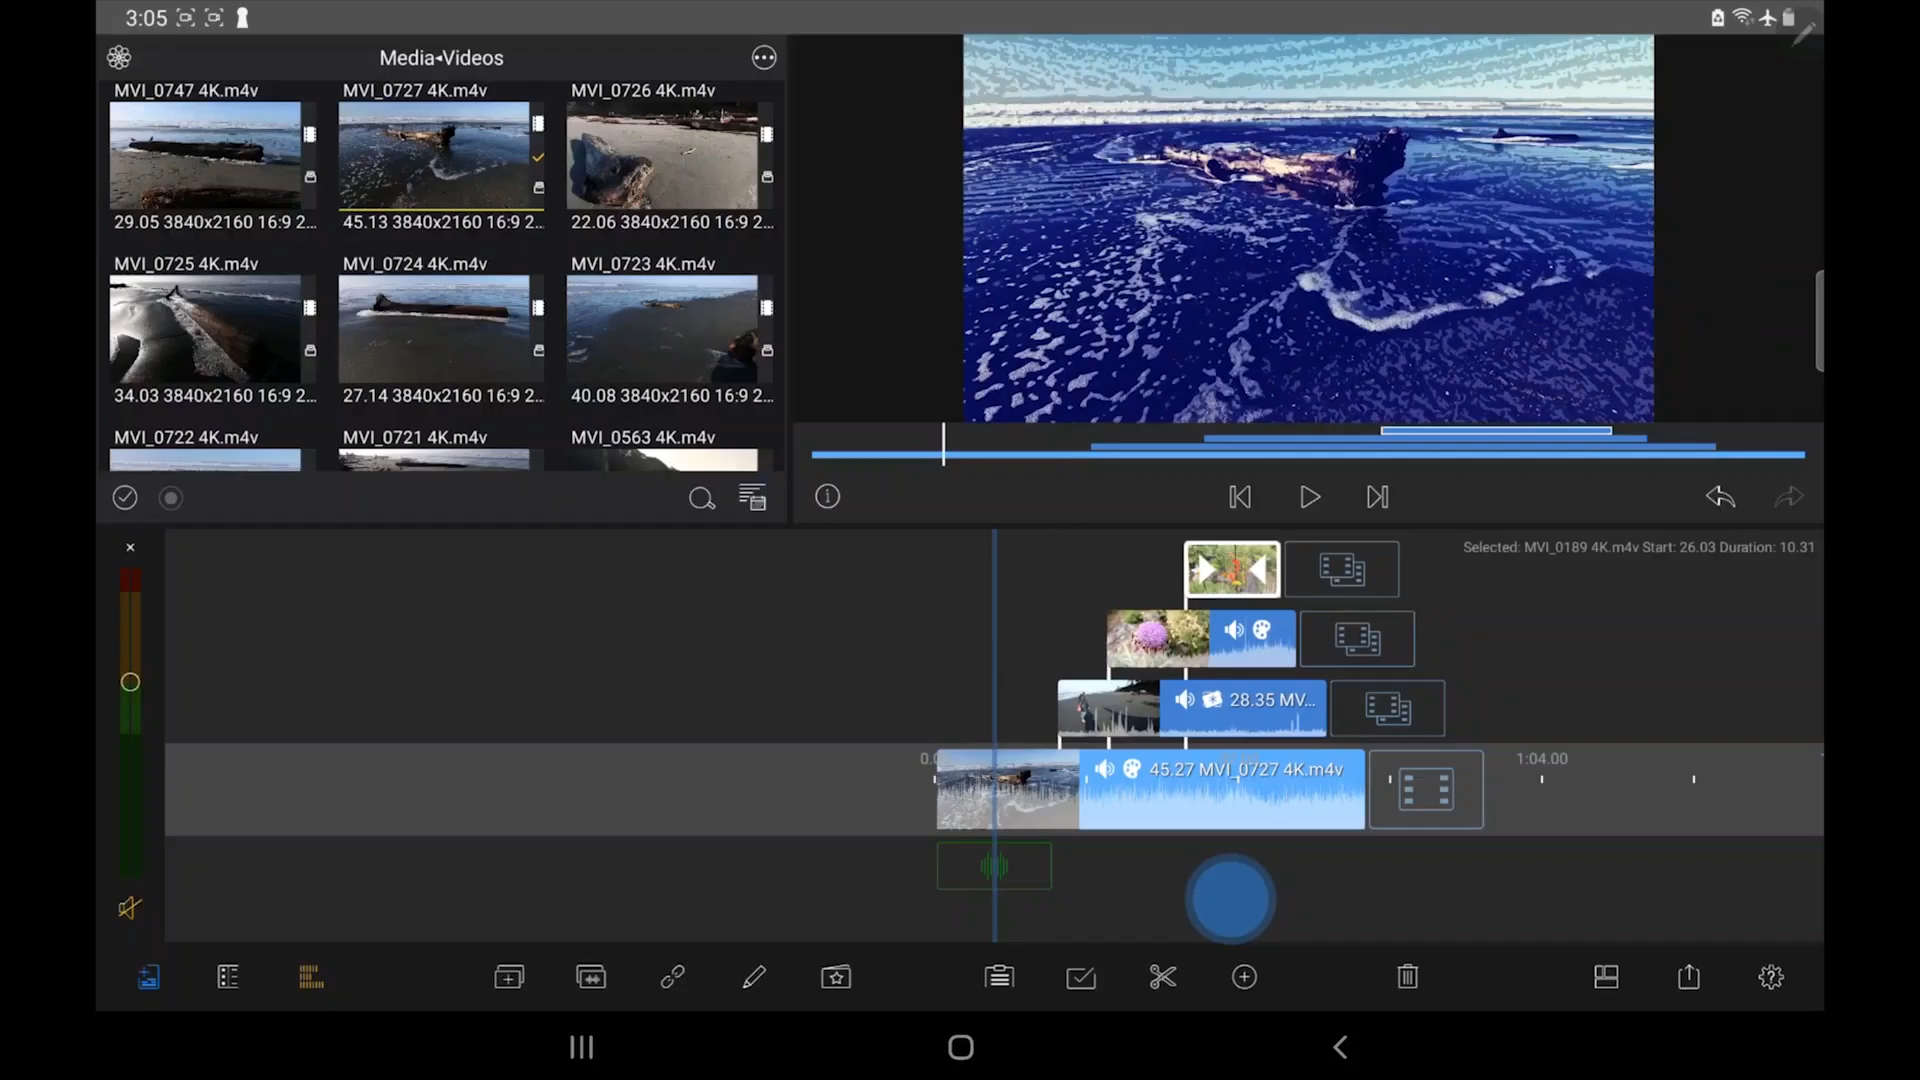 3:05
Media◂Videos
MVI_0747 4K.m4v
MVI_0727 4K.m4v
MVI_0726 4K.m4v
29.05 3840x2160 16:9 2...
45.13 3840x2160 16:9 2...
22.06 3840x2160 16:9 2...
MVI_0725 4K.m4v
MVI_0724 4K.m4v
MVI_0723 4K.m4v
34.03 3840x2160 16:9 2...
27.14 3840x2160 16:9 2...
40.08 3840x2160 16:9 2...
MVI_0722 4K.m4v
MVI_0721 4K.m4v
MVI_0563 4K.m4v
Selected: MVI_0189 4K.m4v Start: 26.03 Duration: 10.31
28.35 MV...
45.27 MVI_0727 4K.m4v
1:04.00